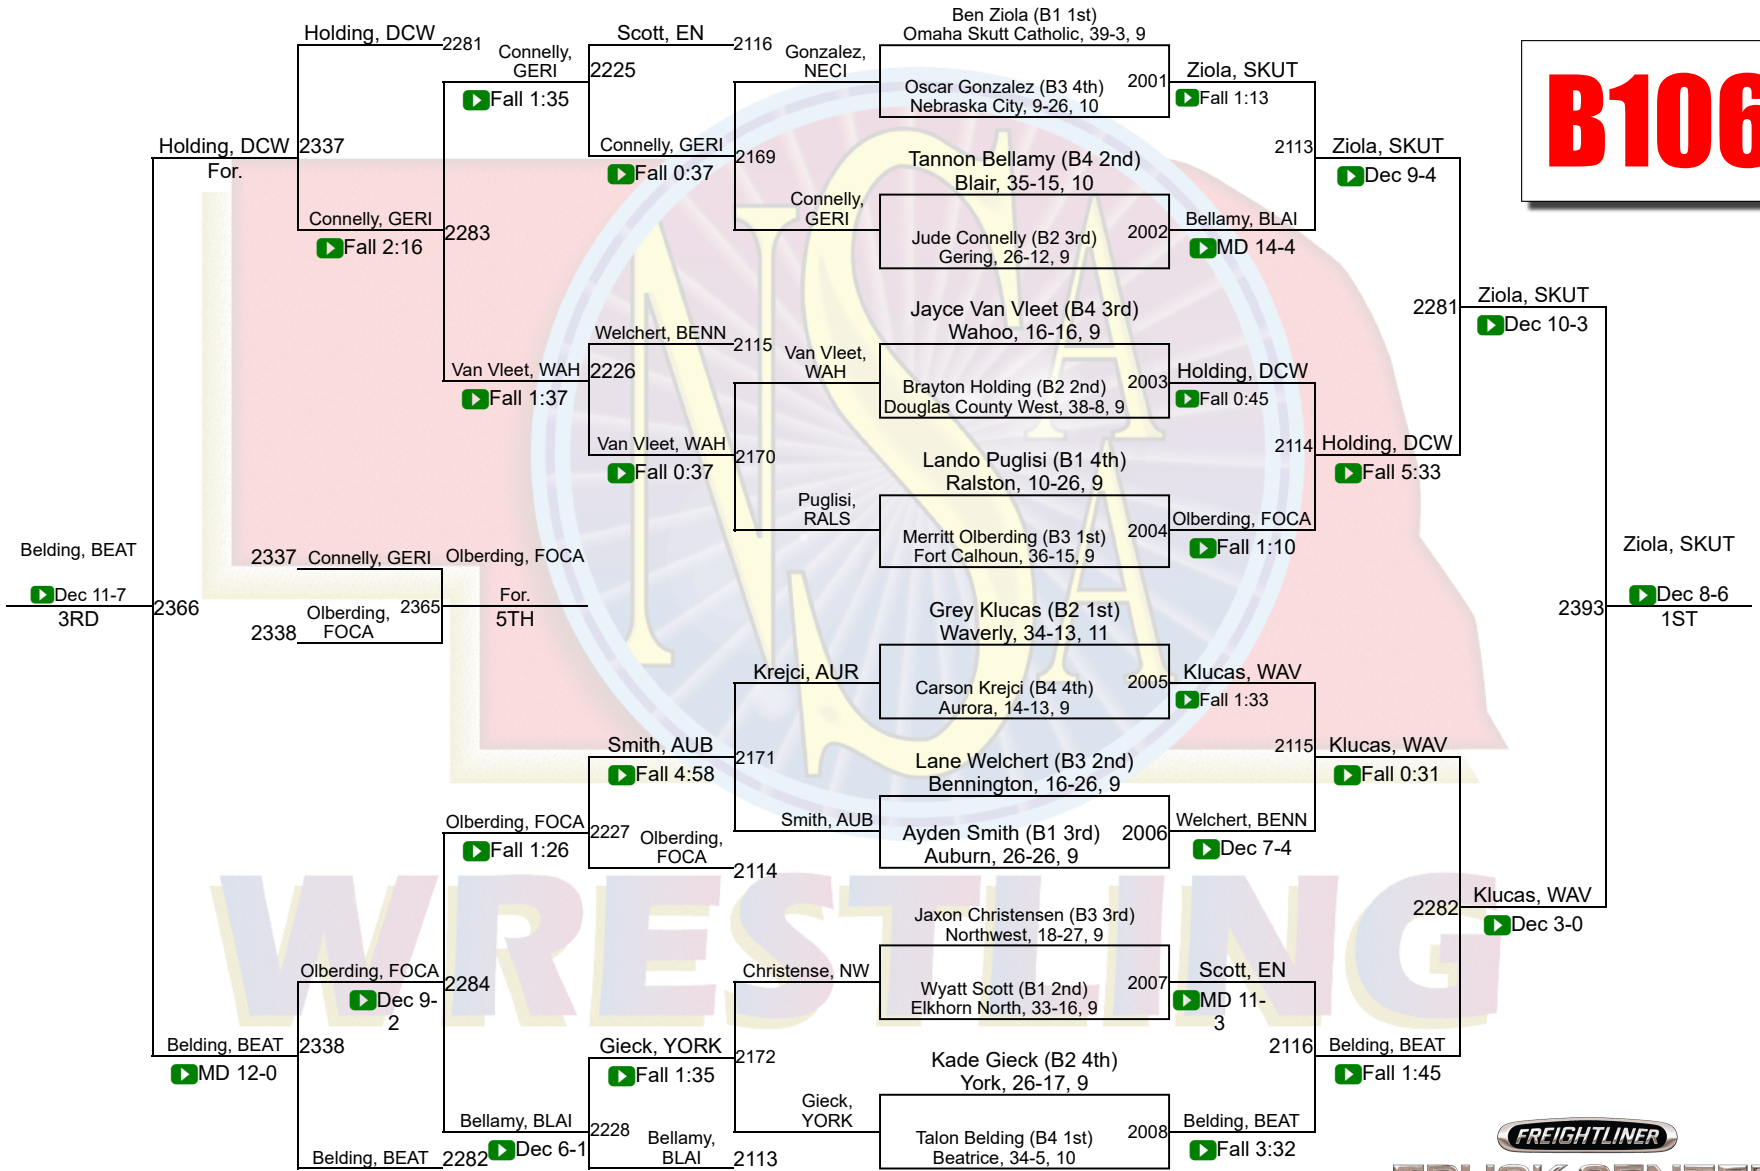 B106
Ben Ziola (B1 1st)
Omaha Skutt Catholic, 39-3, 9
Oscar Gonzalez (B3 4th)
Nebraska City, 9-26, 10
2001
Tannon Bellamy (B4 2nd)
Blair, 35-15, 10
Jude Connelly (B2 3rd)
Gering, 26-12, 9
2002
Jayce Van Vleet (B4 3rd)
Wahoo, 16-16, 9
Brayton Holding (B2 2nd)
Douglas County West, 38-8, 9
2003
Lando Puglisi (B1 4th)
Ralston, 10-26, 9
Merritt Olberding (B3 1st)
Fort Calhoun, 36-15, 9
2004
Grey Klucas (B2 1st)
Waverly, 34-13, 11
Carson Krejci (B4 4th)
Aurora, 14-13, 9
2005
Lane Welchert (B3 2nd)
Bennington, 16-26, 9
Ayden Smith (B1 3rd)
Auburn, 26-26, 9
2006
Jaxon Christensen (B3 3rd)
Northwest, 18-27, 9
Wyatt Scott (B1 2nd)
Elkhorn North, 33-16, 9
2007
Kade Gieck (B2 4th)
York, 26-17, 9
Talon Belding (B4 1st)
Beatrice, 34-5, 10
2008
Ziola, SKUT
Fall 1:13
2113
Bellamy, BLAI
MD 14-4
Holding, DCW
Fall 0:45
2114
Olberding, FOCA
Fall 1:10
Klucas, WAV
Fall 1:33
2115
Welchert, BENN
Dec 7-4
Scott, EN
MD 11-
3
2116
Belding, BEAT
Fall 3:32
Ziola, SKUT
Dec 9-4
2281
Holding, DCW
Fall 5:33
Klucas, WAV
Fall 0:31
2282
Belding, BEAT
Fall 1:45
Ziola, SKUT
Dec 10-3
2393
Klucas, WAV
Dec 3-0
Ziola, SKUT
Dec 8-6
1ST
Gonzalez,
NECI
2169
Connelly,
GERI
Van Vleet,
WAH
2170
Puglisi,
RALS
Krejci, AUR
2171
Smith, AUB
Christense, NW
2172
Gieck,
YORK
Scott, EN
2116
2225
Connelly, GERI
Fall 0:37
Welchert, BENN
2115
2226
Van Vleet, WAH
Fall 0:37
Smith, AUB
Fall 4:58
2227
Olberding,
FOCA
2114
Gieck, YORK
Fall 1:35
2228
Bellamy,
BLAI
2113
Connelly,
GERI
Fall 1:35
2283
Van Vleet, WAH
Fall 1:37
Olberding, FOCA
Fall 1:26
2284
Bellamy, BLAI
Dec 6-1
Holding, DCW
2281
2337
Connelly, GERI
Fall 2:16
Olberding, FOCA
Dec 9-
2
2338
Belding, BEAT
2282
Holding, DCW
For.
2366
Belding, BEAT
MD 12-0
Belding, BEAT
Dec 11-7
3RD
2337
Connelly, GERI
2365
2338
Olberding,
FOCA
Olberding, FOCA
For.
5TH
NSAA
WRESTLING
FREIGHTLINER